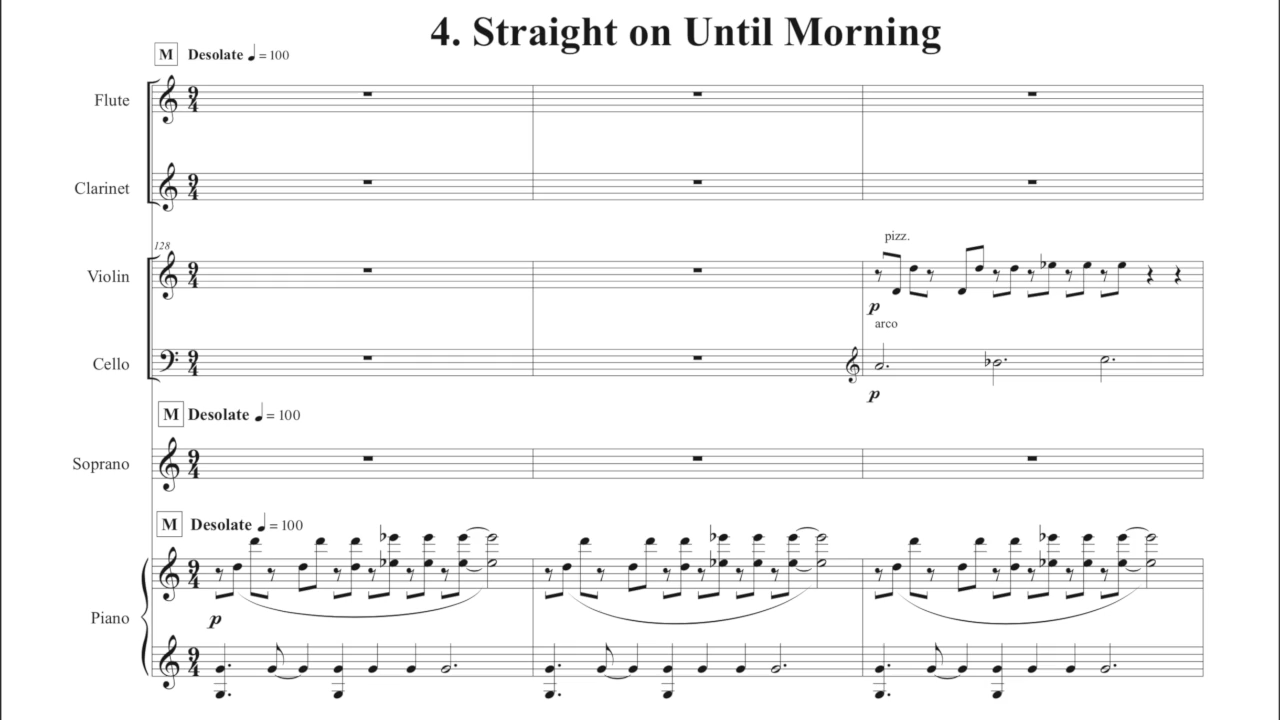 4. Straight on Until Morning
M Desolate ♩ = 100
Flute
9 4
Clarinet
9 4
128
pizz.
Violin
9 4
p
arco
Cello
9 4
p
M Desolate ♩ = 100
Soprano
9 4
M Desolate ♩ = 100
9 4
Piano
p
9 4